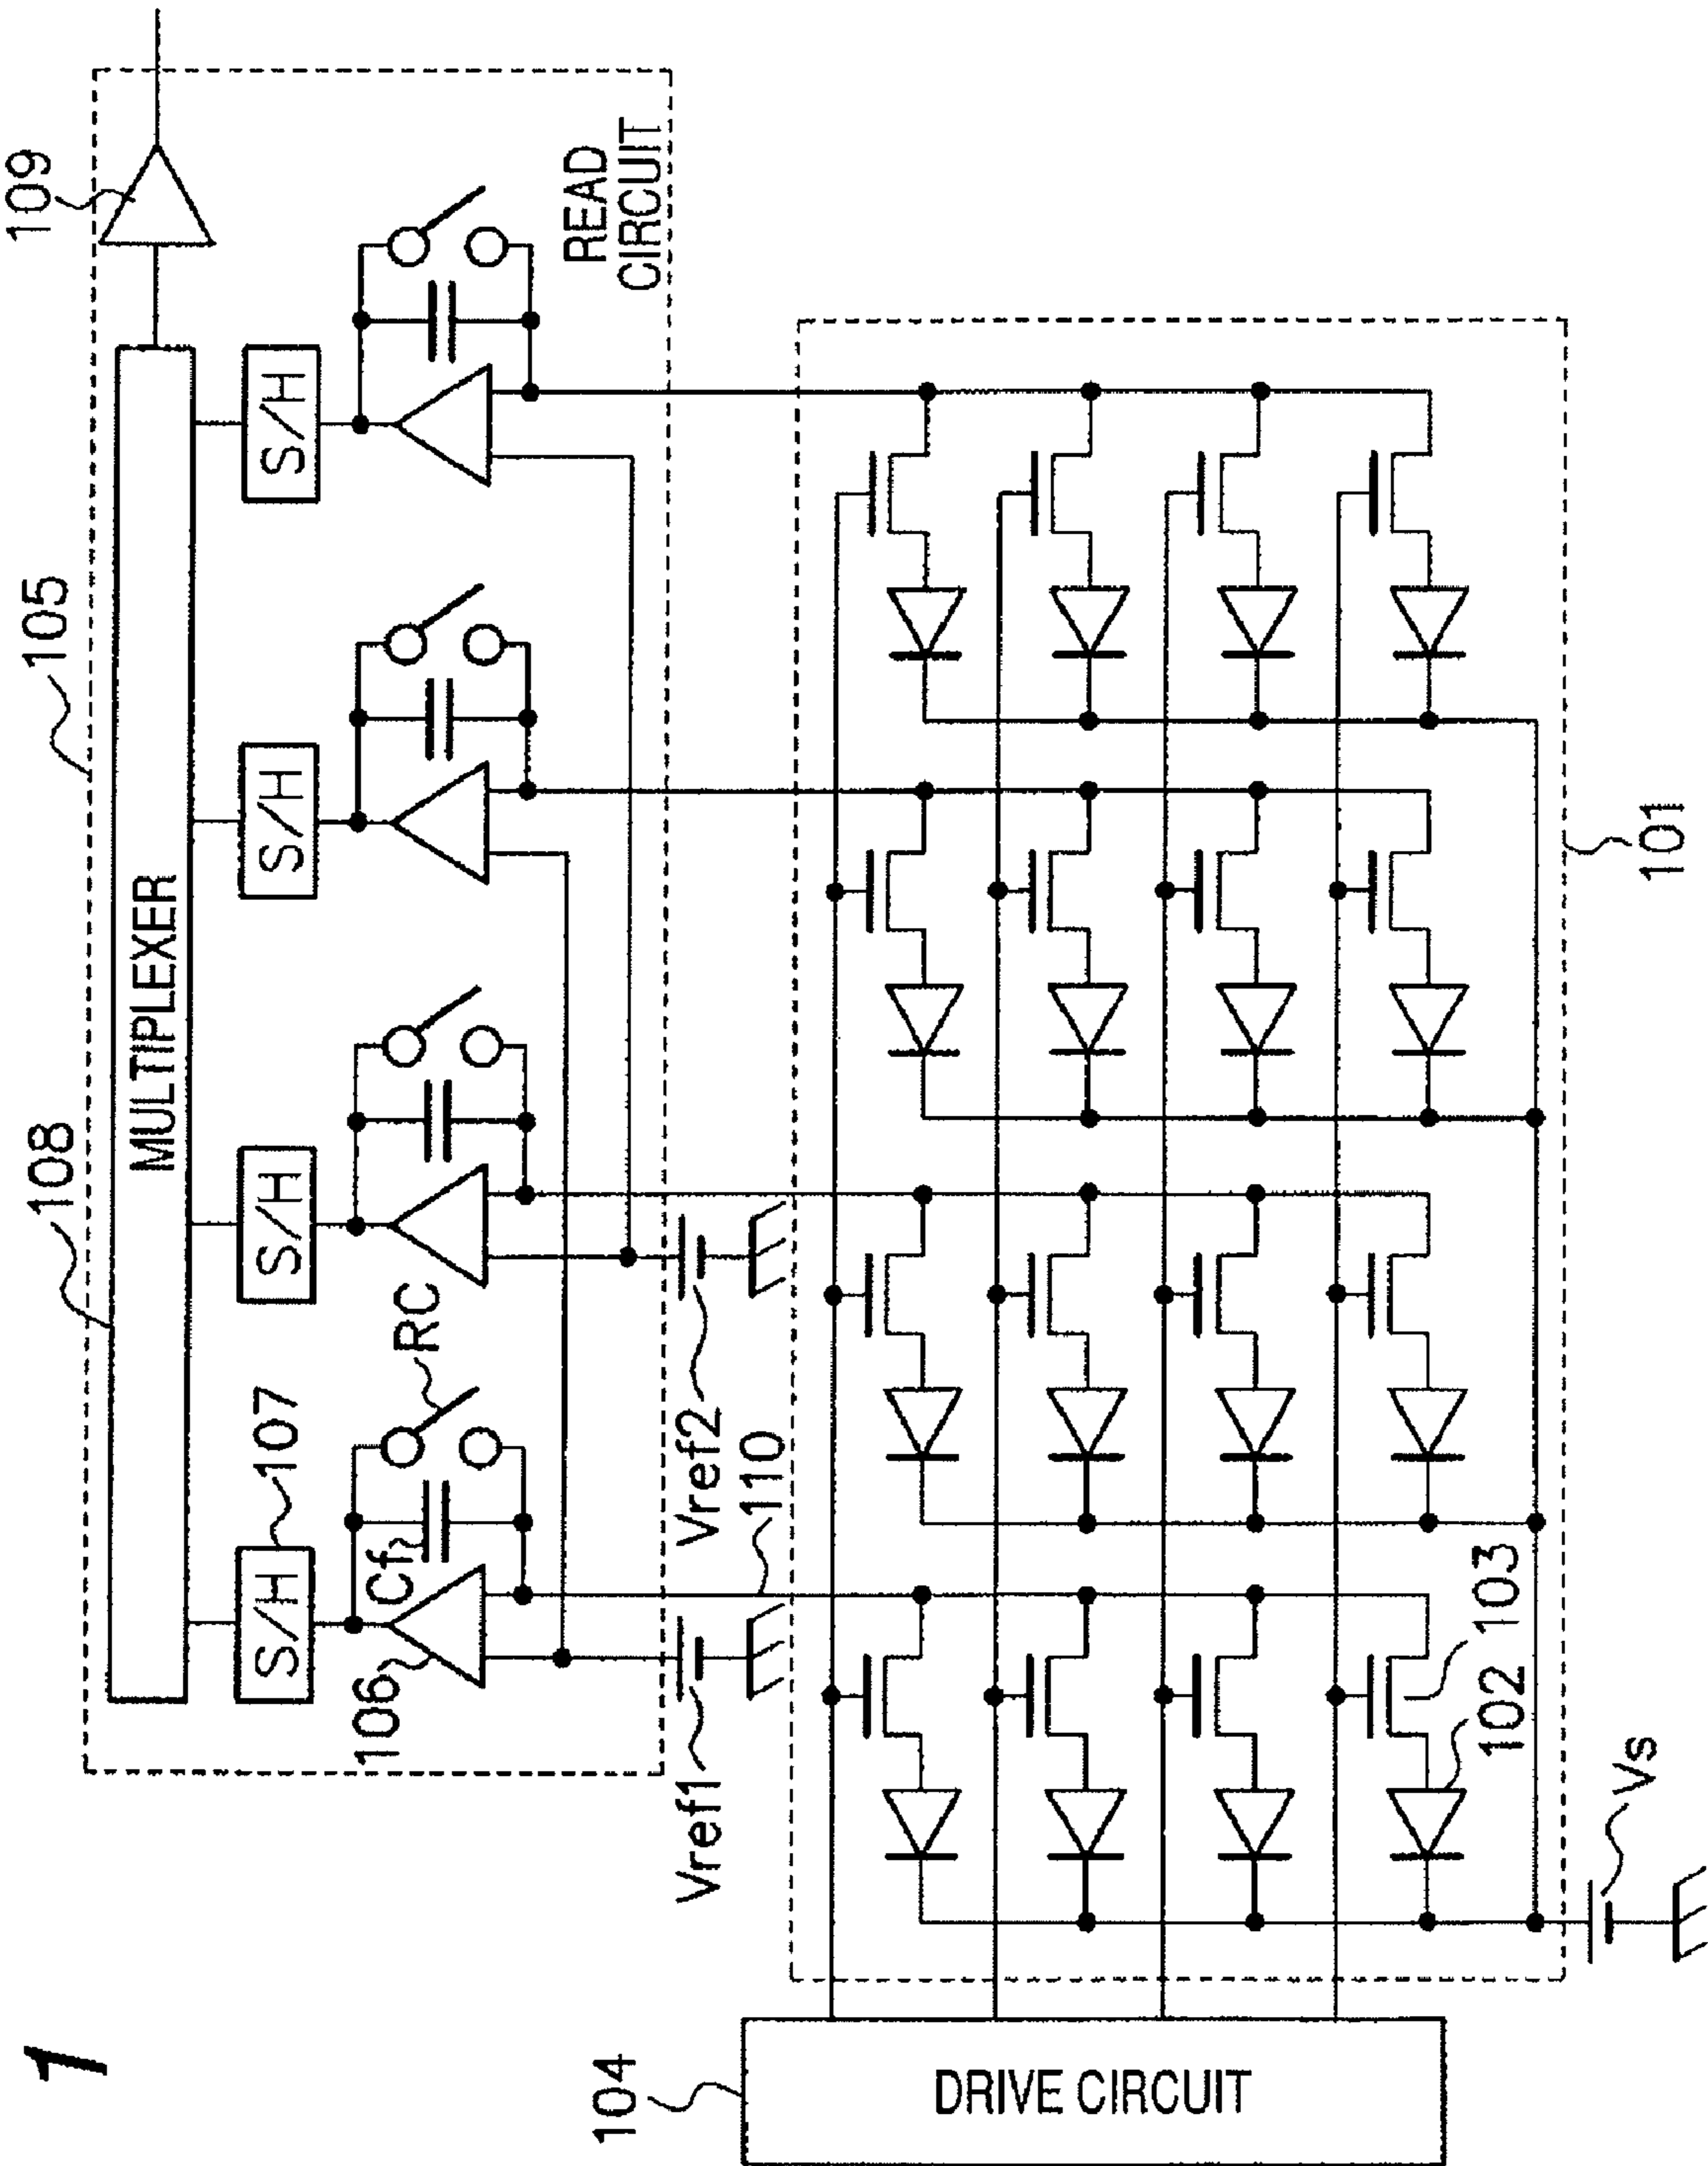 1
109
105
108
MULTIPLEXER
S/H
S/H
S/H
S/H
107
RC
Cf
106
READ
CIRCUIT
Vref1
Vref2
110
104
DRIVE CIRCUIT
103
102
101
Vs